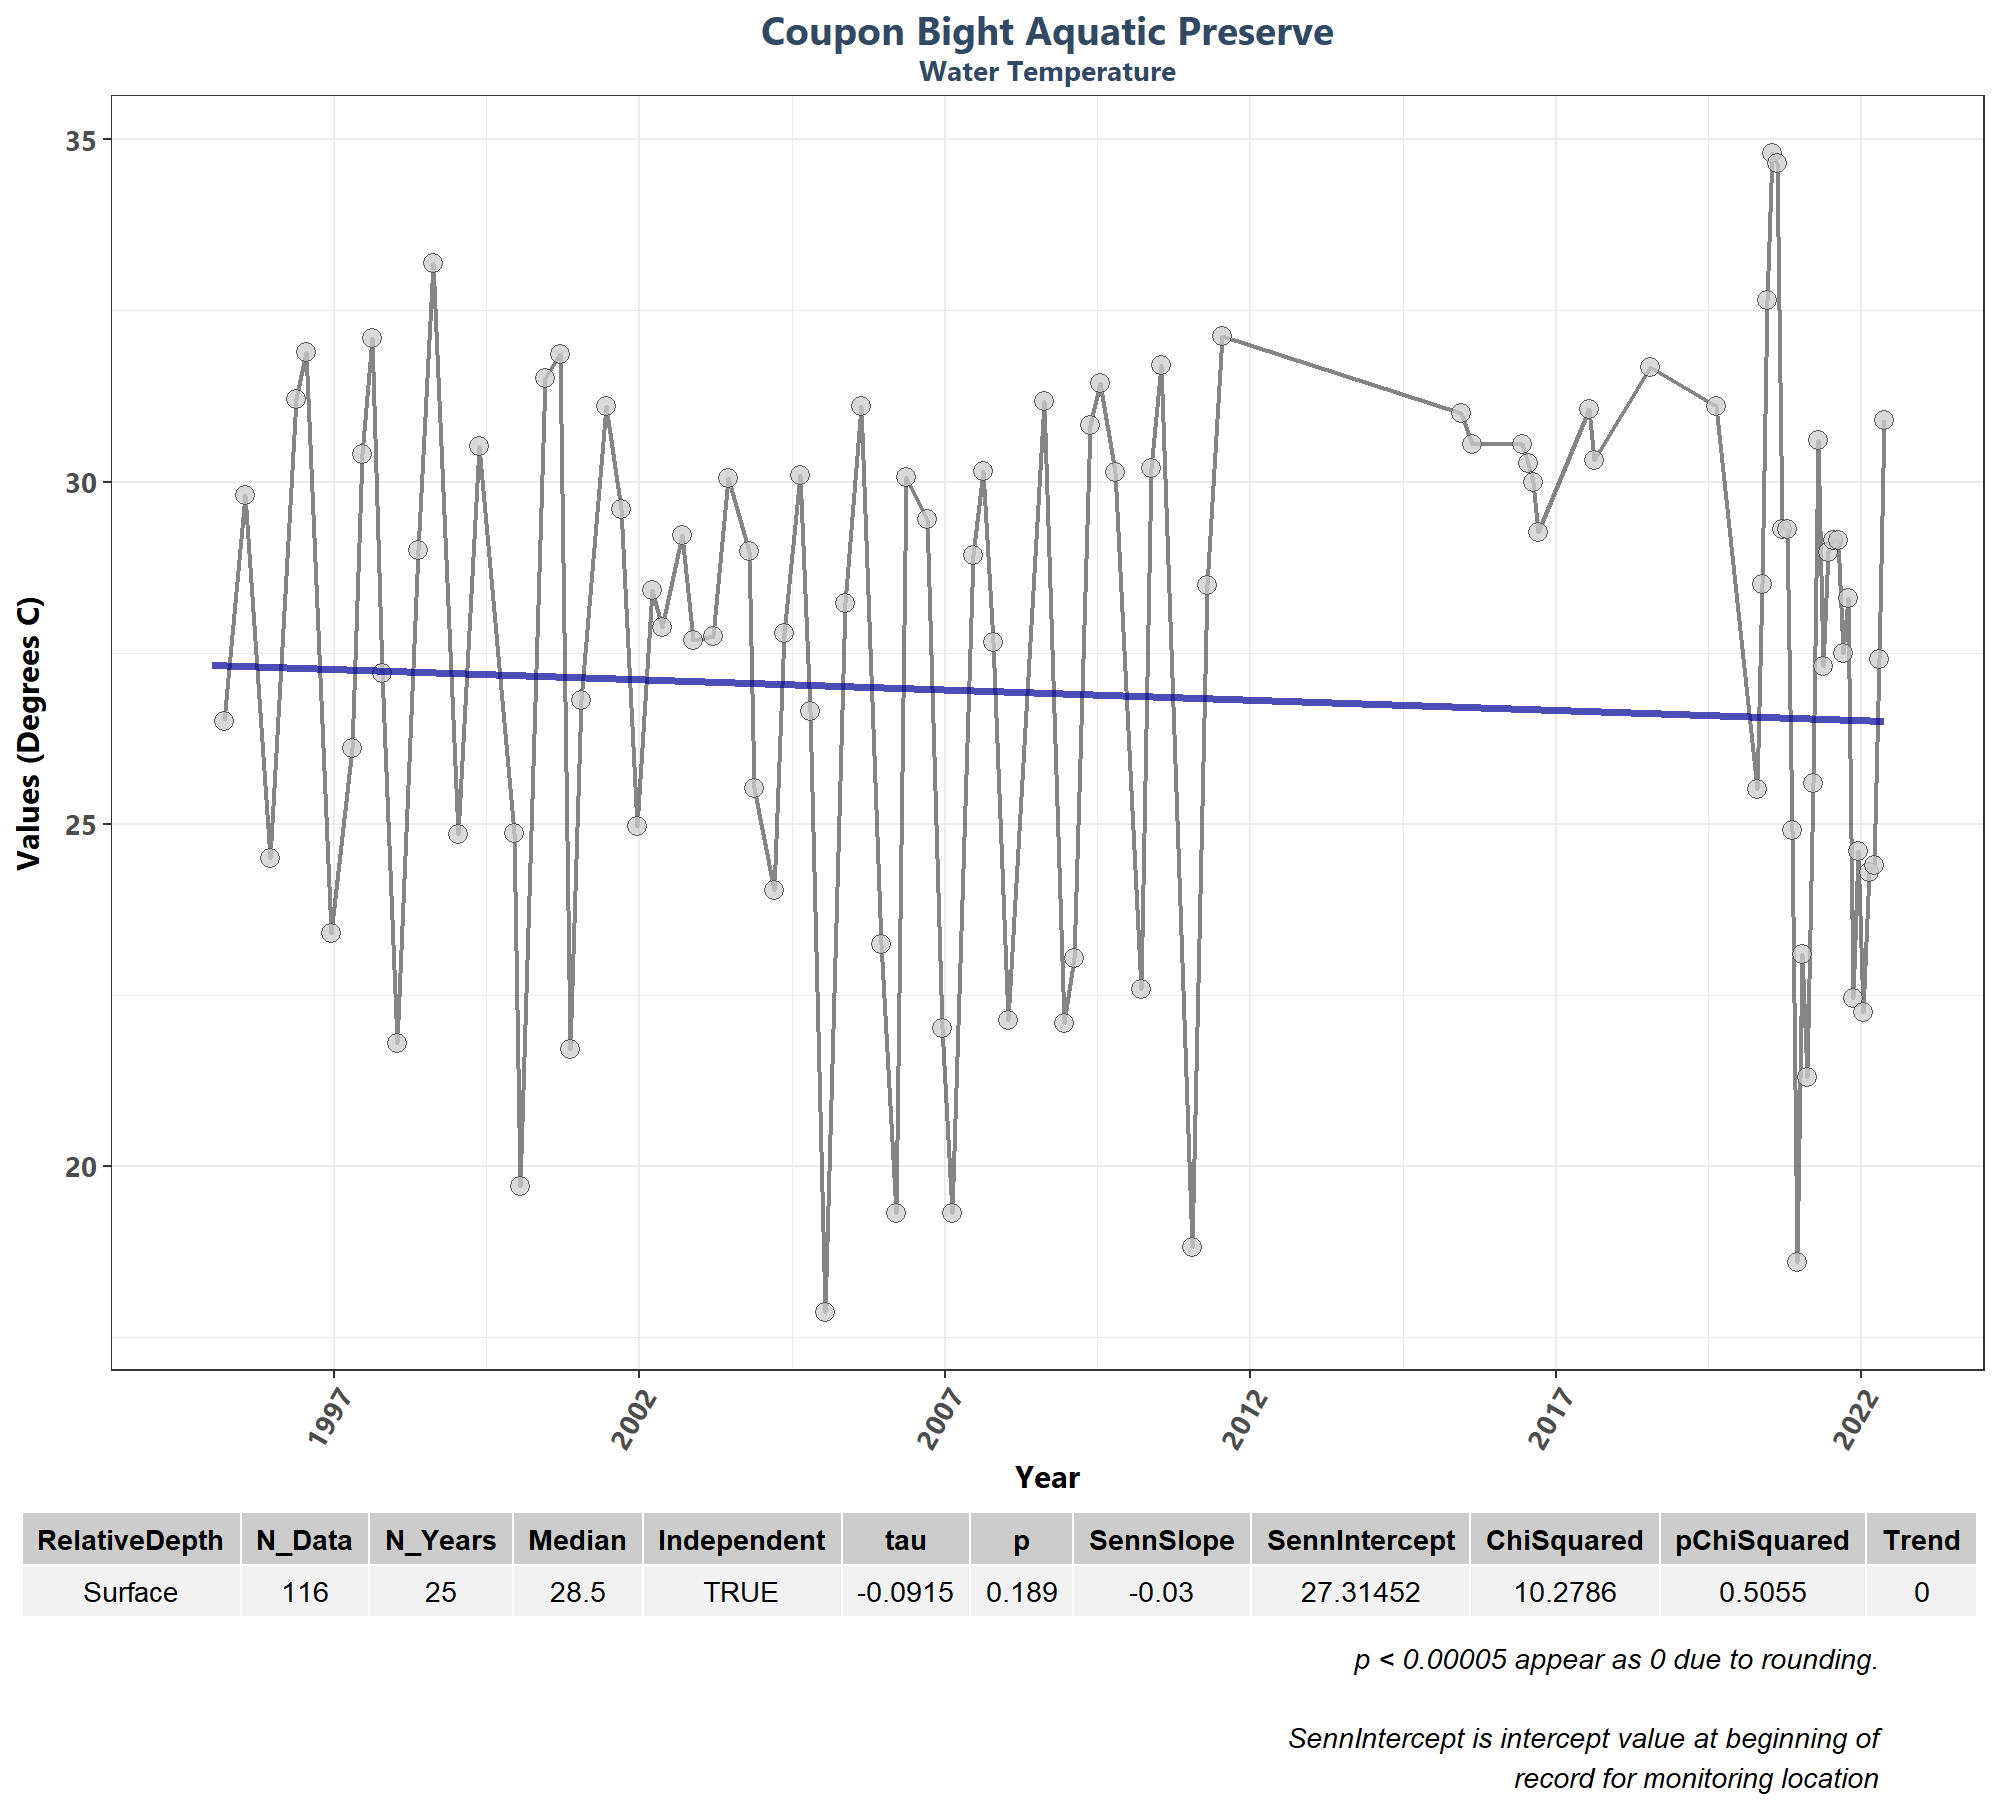 Coupon Bight Aquatic Preserve
Water Temperature
35
30
25
20
Values (Degrees C)
1997
2002
2007
2012
2017
2022
Year
RelativeDepth N_Data N_Years Median Independent tau p SennSlope SennIntercept ChiSquared pChiSquared Trend
Surface 116 25 28.5 TRUE -0.0915 0.189 -0.03 27.31452 10.2786 0.5055 0
p < 0.00005 appear as 0 due to rounding.
SennIntercept is intercept value at beginning of
record for monitoring location